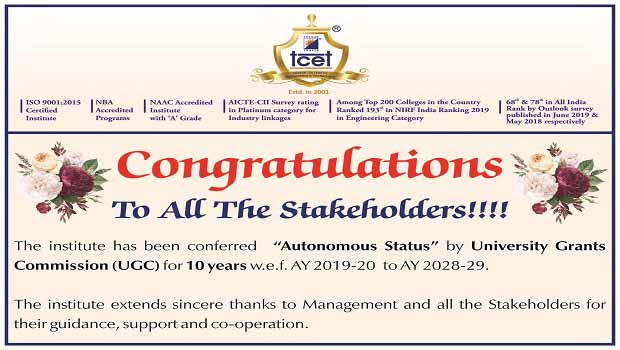 ®
tcet
Estd. in 2001
ISO 9001:2015
Certified
Institute
NBA
Accredited
Programs
NAAC Accredited
Institute
with 'A' Grade
AICTE-CII Survey rating
in Platinum category for
Industry linkages
Among Top 200 Colleges in the Country
Ranked 193rd in NIRF India Ranking 2019
in Engineering Category
68th & 78th in All India
Rank by Outlook survey
published in June 2019 &
May 2018 respectively
Congratulations
To All The Stakeholders!!!!
The institute has been conferred "Autonomous Status" by University Grants
Commission (UGC) for 10 years w.e.f. AY 2019-20 to AY 2028-29.
The institute extends sincere thanks to Management and all the Stakeholders for
their guidance, support and co-operation.